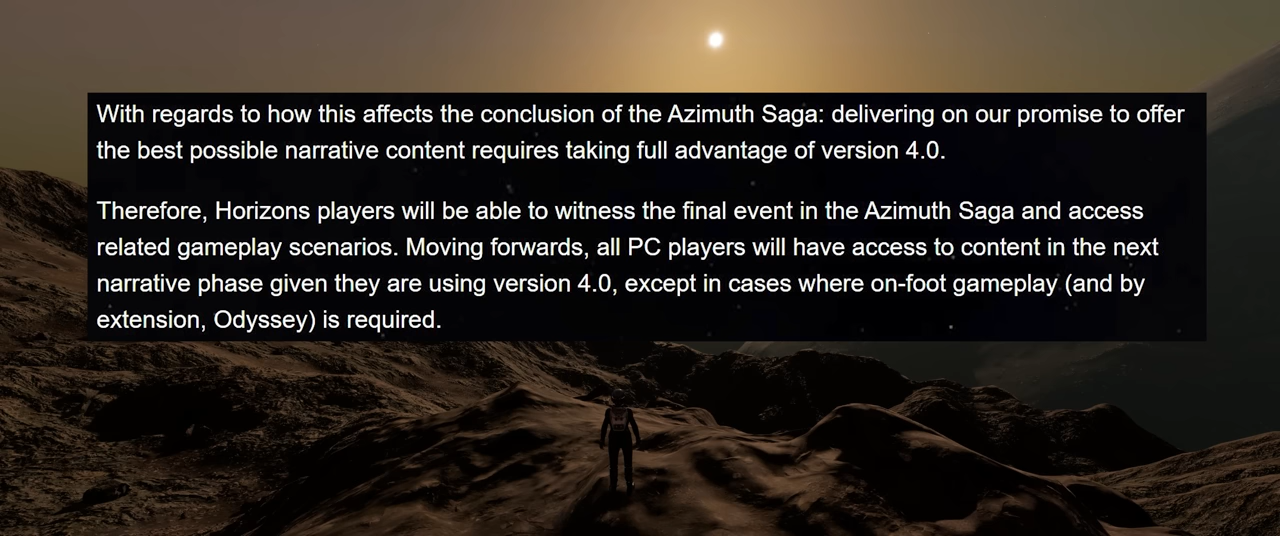 With regards to how this affects the conclusion of the Azimuth Saga: delivering on our promise to offer
the best possible narrative content requires taking full advantage of version 4.0.
Therefore, Horizons players will be able to witness the final event in the Azimuth Saga and access
related gameplay scenarios. Moving forwards, all PC players will have access to content in the next
narrative phase given they are using version 4.0, except in cases where on-foot gameplay (and by
extension, Odyssey) is required.